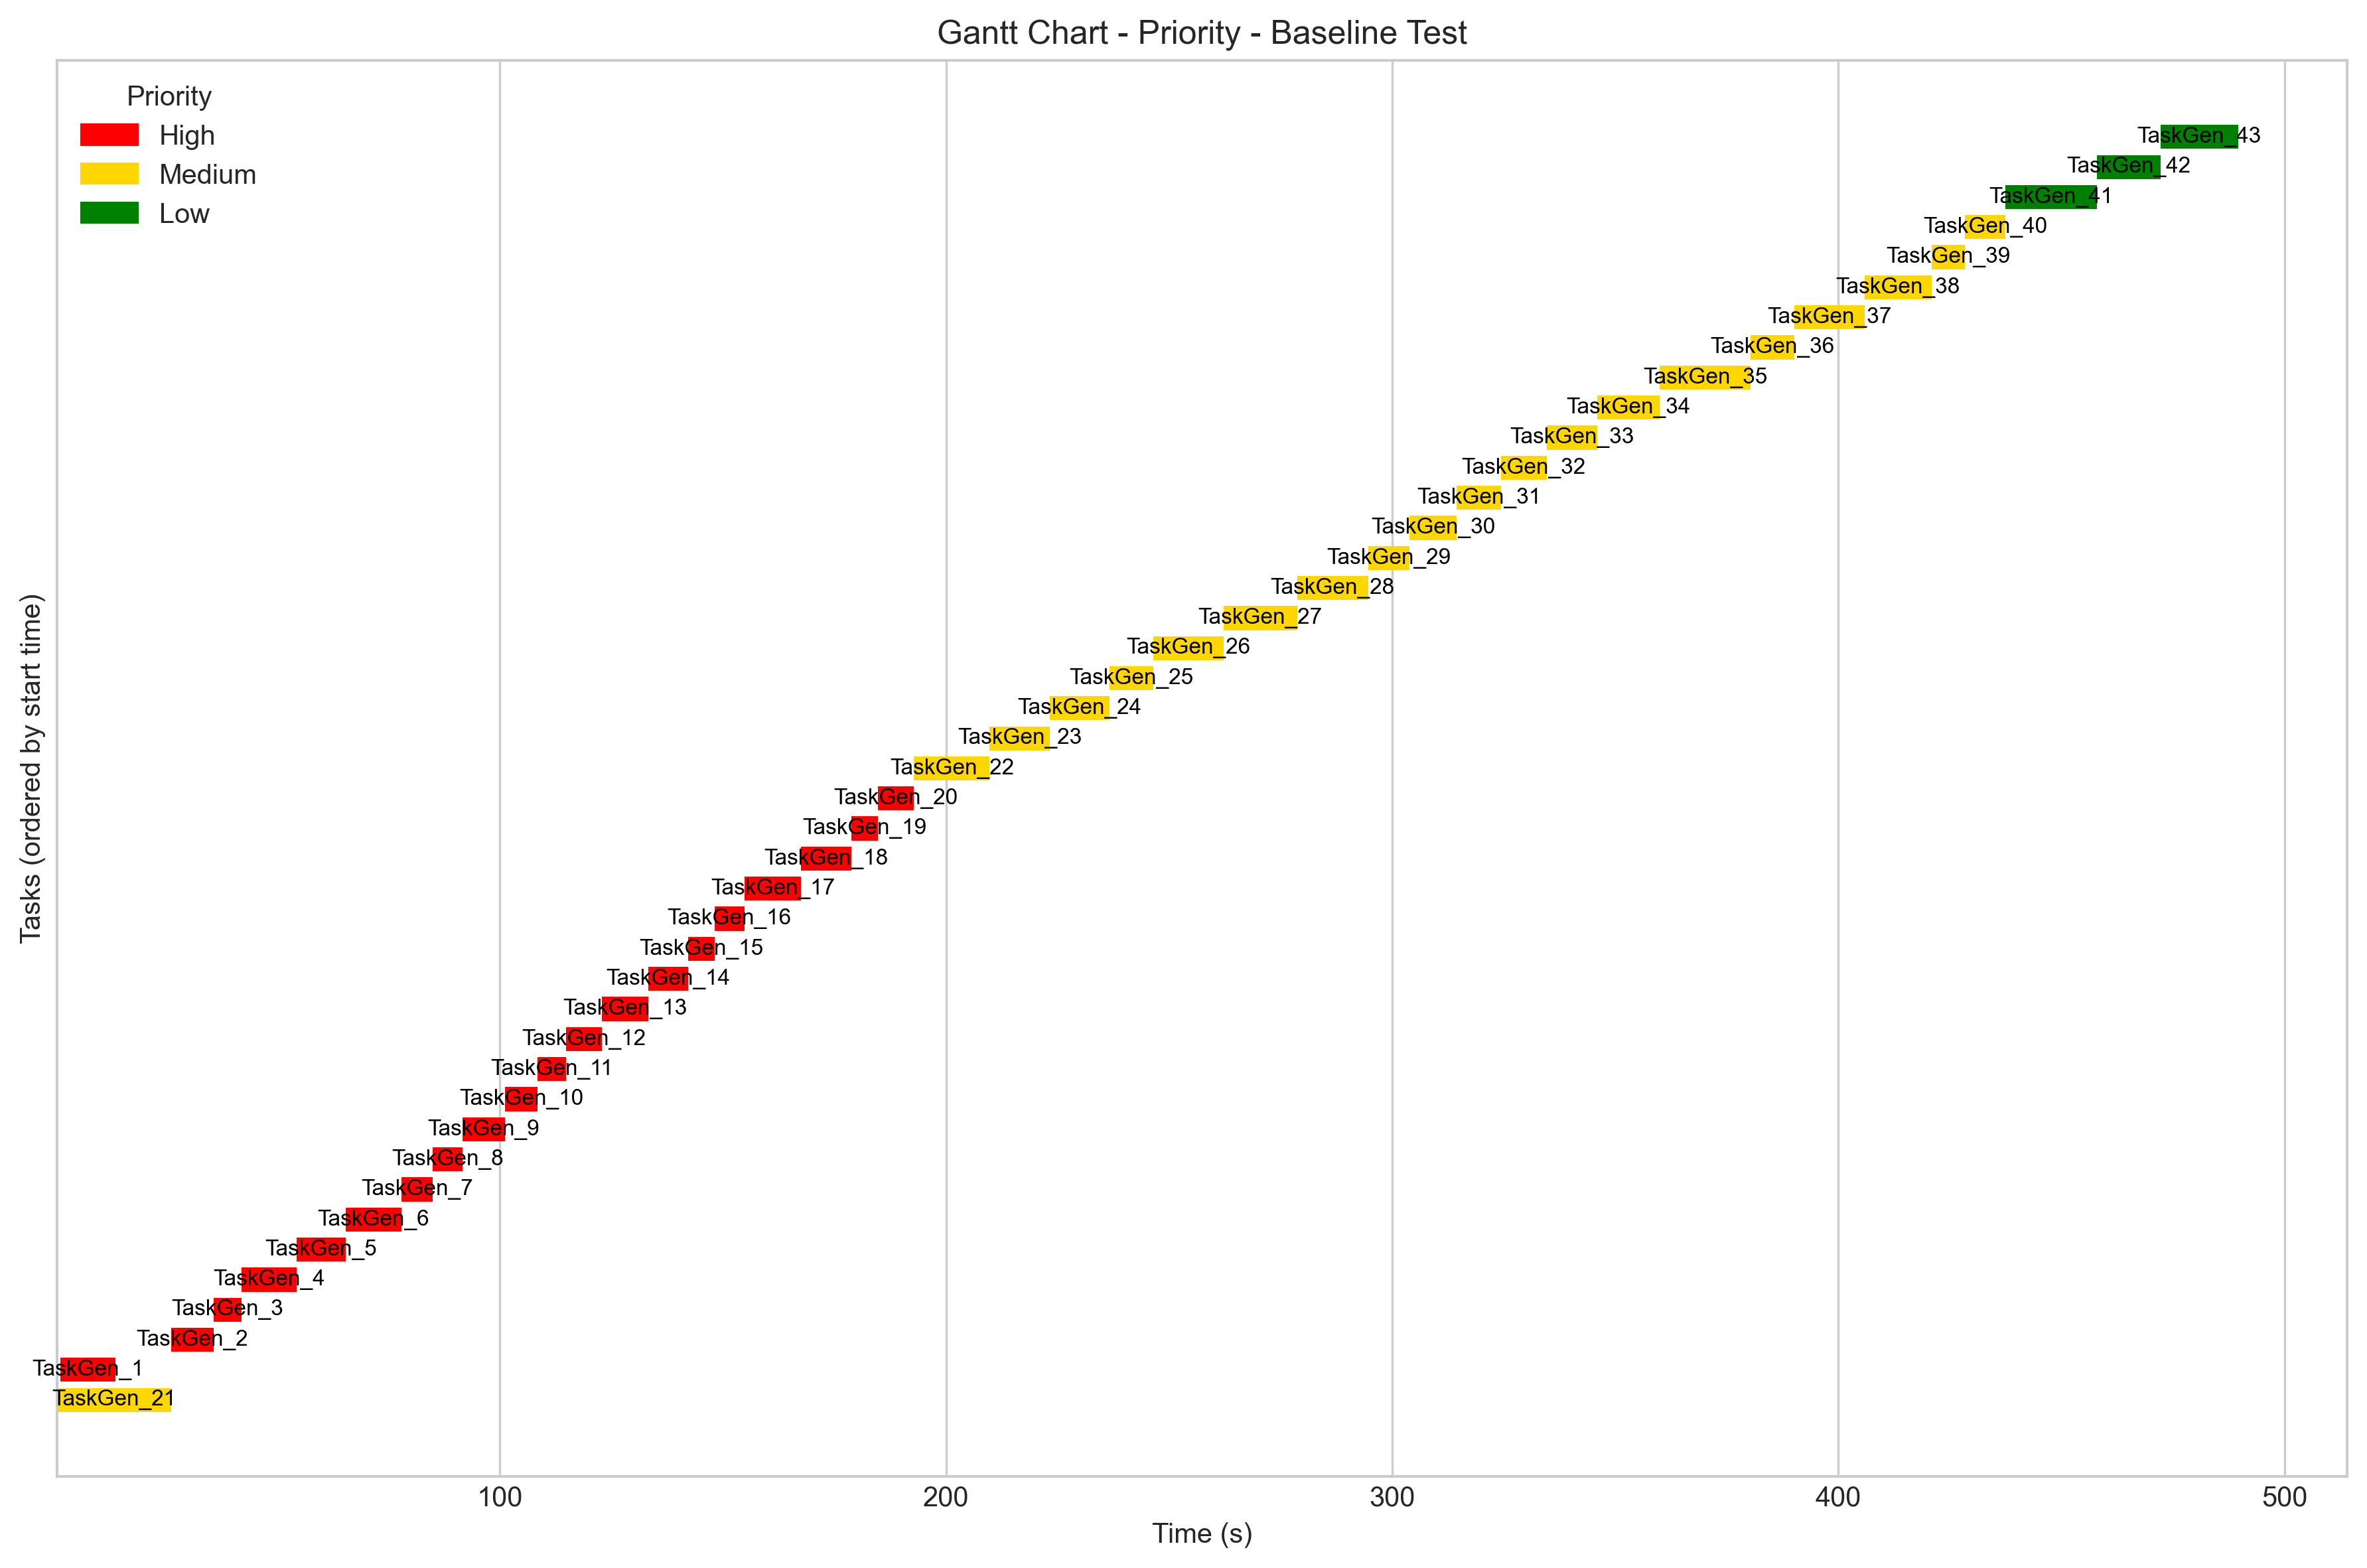 Gantt Chart - Priority - Baseline Test
Priority
High
Medium
Low
TaskGen_43
TaskGen_42
TaskGen_41
TaskGen_40
TaskGen_39
TaskGen_38
TaskGen_37
TaskGen_36
TaskGen_35
TaskGen_34
TaskGen_33
TaskGen_32
TaskGen_31
TaskGen_30
TaskGen_29
TaskGen_28
TaskGen_27
TaskGen_26
TaskGen_25
TaskGen_24
TaskGen_23
TaskGen_22
TaskGen_20
TaskGen_19
TaskGen_18
TaskGen_17
TaskGen_16
TaskGen_15
TaskGen_14
TaskGen_13
TaskGen_12
TaskGen_11
TaskGen_10
TaskGen_9
TaskGen_8
TaskGen_7
TaskGen_6
TaskGen_5
TaskGen_4
TaskGen_3
TaskGen_2
TaskGen_1
TaskGen_21
Tasks (ordered by start time)
100 200 300 400 500
Time (s)